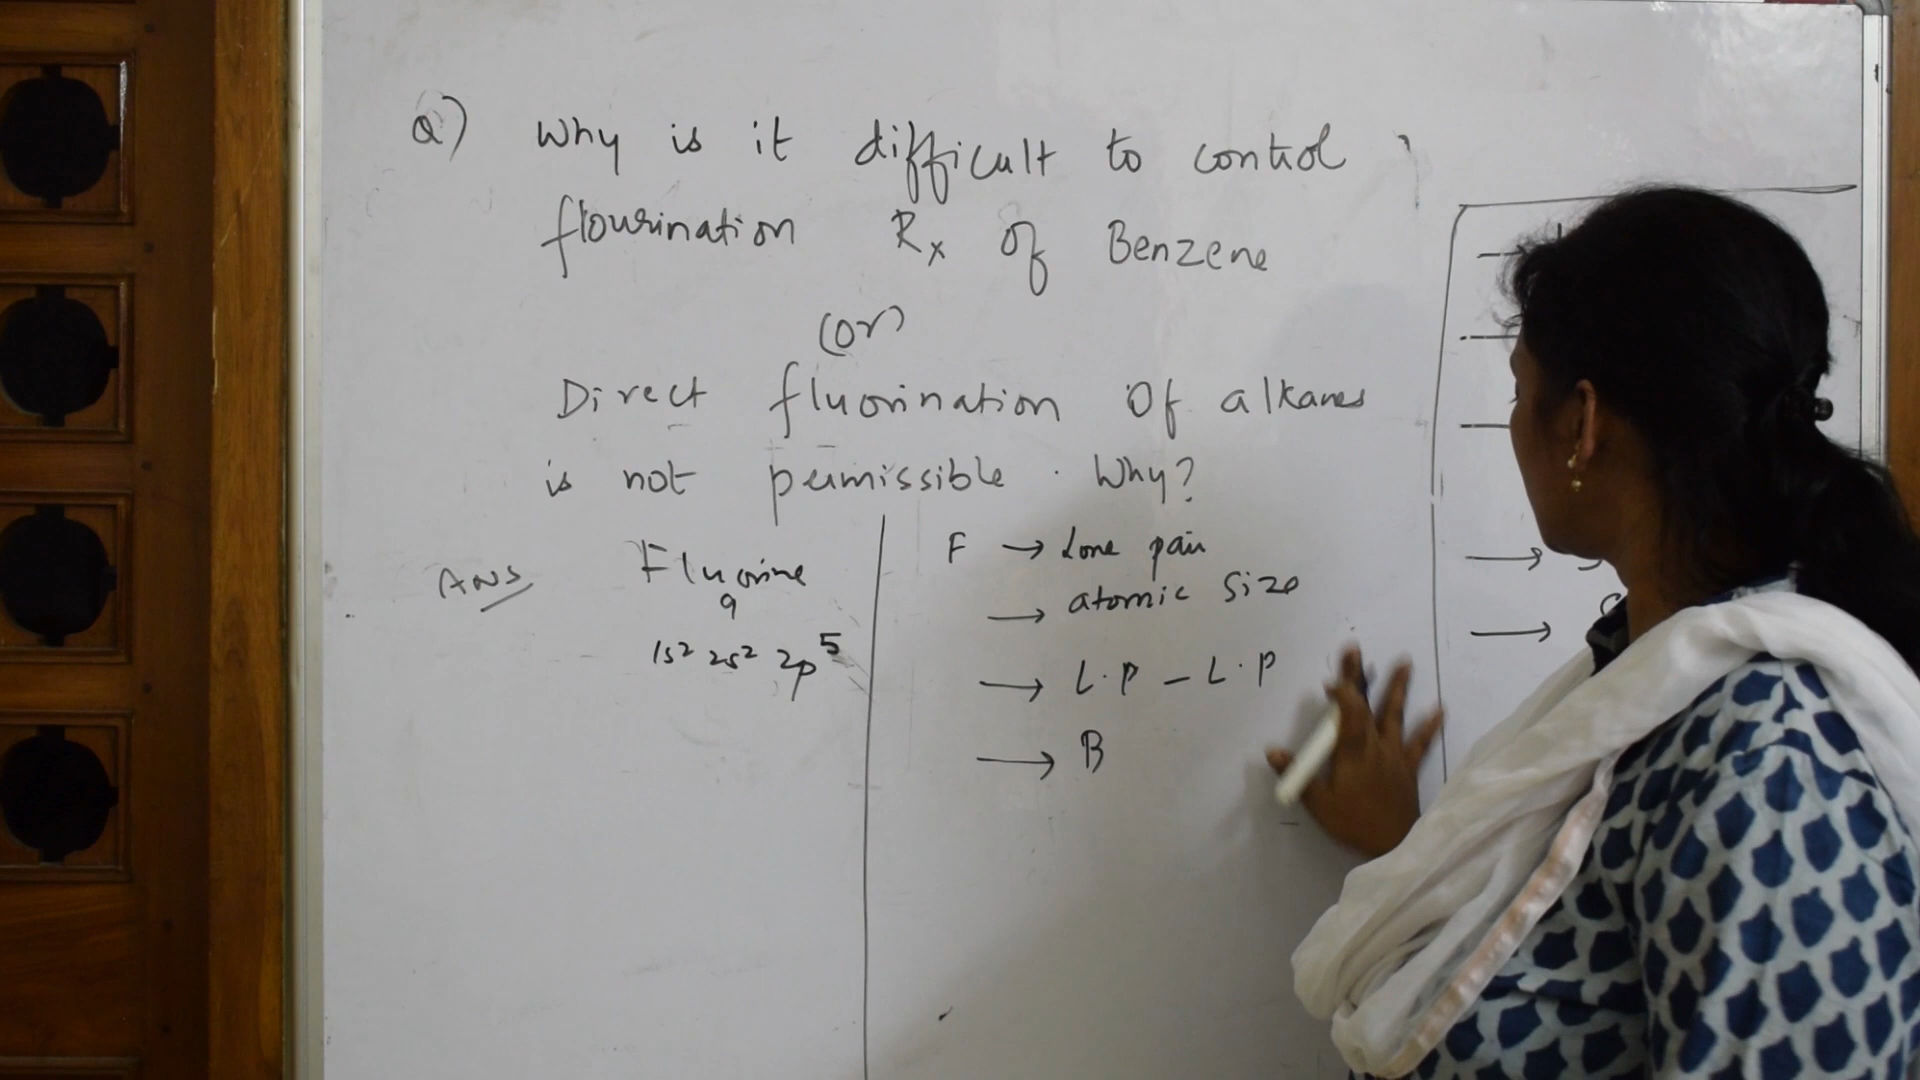 Q) Why is it difficult to control
flourination Rx of Benzene
(or)
Direct fluorination Of alkanes
is not permissible. Why?
Ans
Fluorine
9
1s² 2s² 2p⁵
F → Lone pair
→ atomic size
→ L.P – L.P
→ B